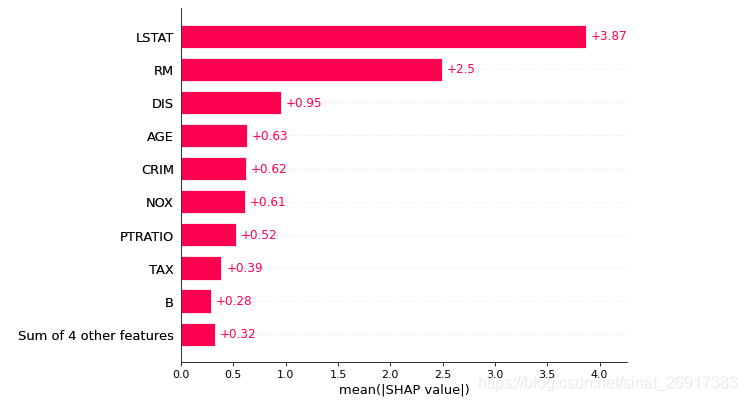 LSTAT +3.87
RM +2.5
DIS +0.95
AGE +0.63
CRIM +0.62
NOX +0.61
PTRATIO +0.52
TAX +0.39
B +0.28
Sum of 4 other features +0.32
0.0 0.5 1.0 1.5 2.0 2.5 3.0 3.5 4.0
mean(|SHAP value|)
https://blog.csdn.net/sinat_26917383